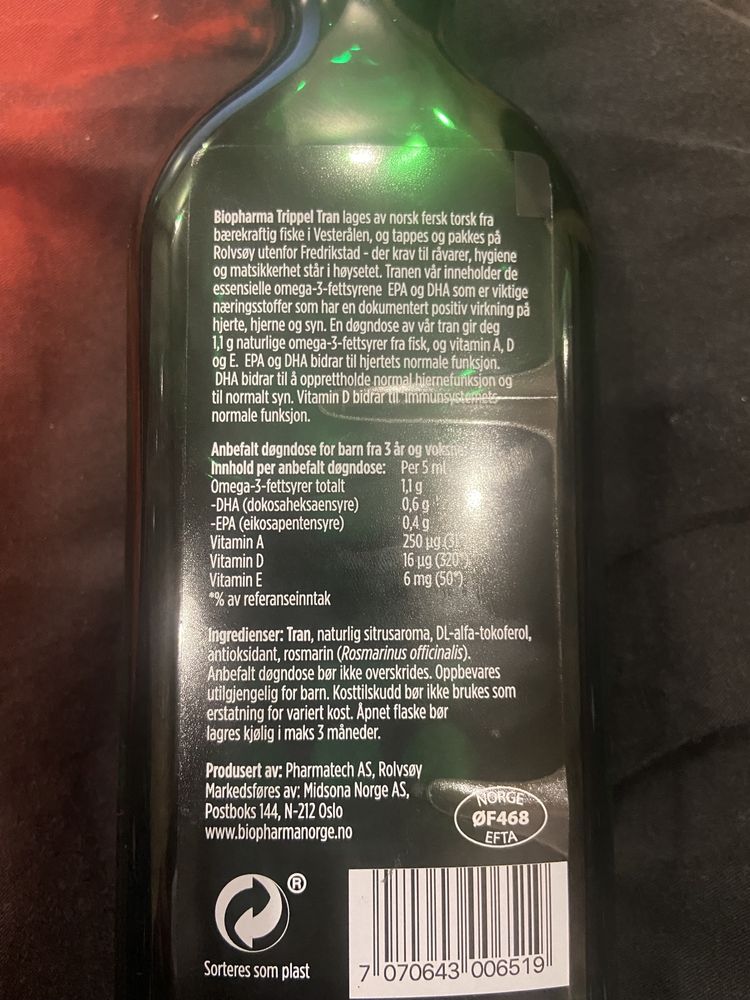 Biopharma Trippel Tran lages av norsk fersk torsk fra
bærekraftig fiske i Vesterålen, og tappes og pakkes på
Rolvsøy utenfor Fredrikstad - der krav til råvarer, hygiene
og matsikkerhet står i høysetet. Tranen vår inneholder de
essensielle omega-3-fettsyrene EPA og DHA som er viktige
næringsstoffer som har en dokumentert positiv virkning på
hjerte, hjerne og syn. En døgndose av vår tran gir deg
1,1 g naturlige omega-3-fettsyrer fra fisk, og vitamin A, D
og E. EPA og DHA bidrar til hjertets normale funksjon.
DHA bidrar til å opprettholde normal hjernefunksjon og
til normalt syn. Vitamin D bidrar til immunsystemets
normale funksjon.
Anbefalt døgndose for barn fra 3 år og voksne
Innhold per anbefalt døgndose: Per 5 ml
Omega-3-fettsyrer totalt 1,1 g
-DHA (dokosaheksaensyre) 0,6 g
-EPA (eikosapentensyre) 0,4 g
Vitamin A 250 µg
Vitamin D 16 µg (320*)
Vitamin E 6 mg (50*)
*% av referanseinntak
Ingredienser: Tran, naturlig sitrusaroma, DL-alfa-tokoferol,
antioksidant, rosmarin (Rosmarinus officinalis).
Anbefalt døgndose bør ikke overskrides. Oppbevares
utilgjengelig for barn. Kosttilskudd bør ikke brukes som
erstatning for variert kost. Åpnet flaske bør
lagres kjølig i maks 3 måneder.
Produsert av: Pharmatech AS, Rolvsøy
Markedsføres av: Midsona Norge AS,
Postboks 144, N-212 Oslo
www.biopharmanorge.no
NORGE
ØF468
EFTA
®
Sorteres som plast
7 070643 006519